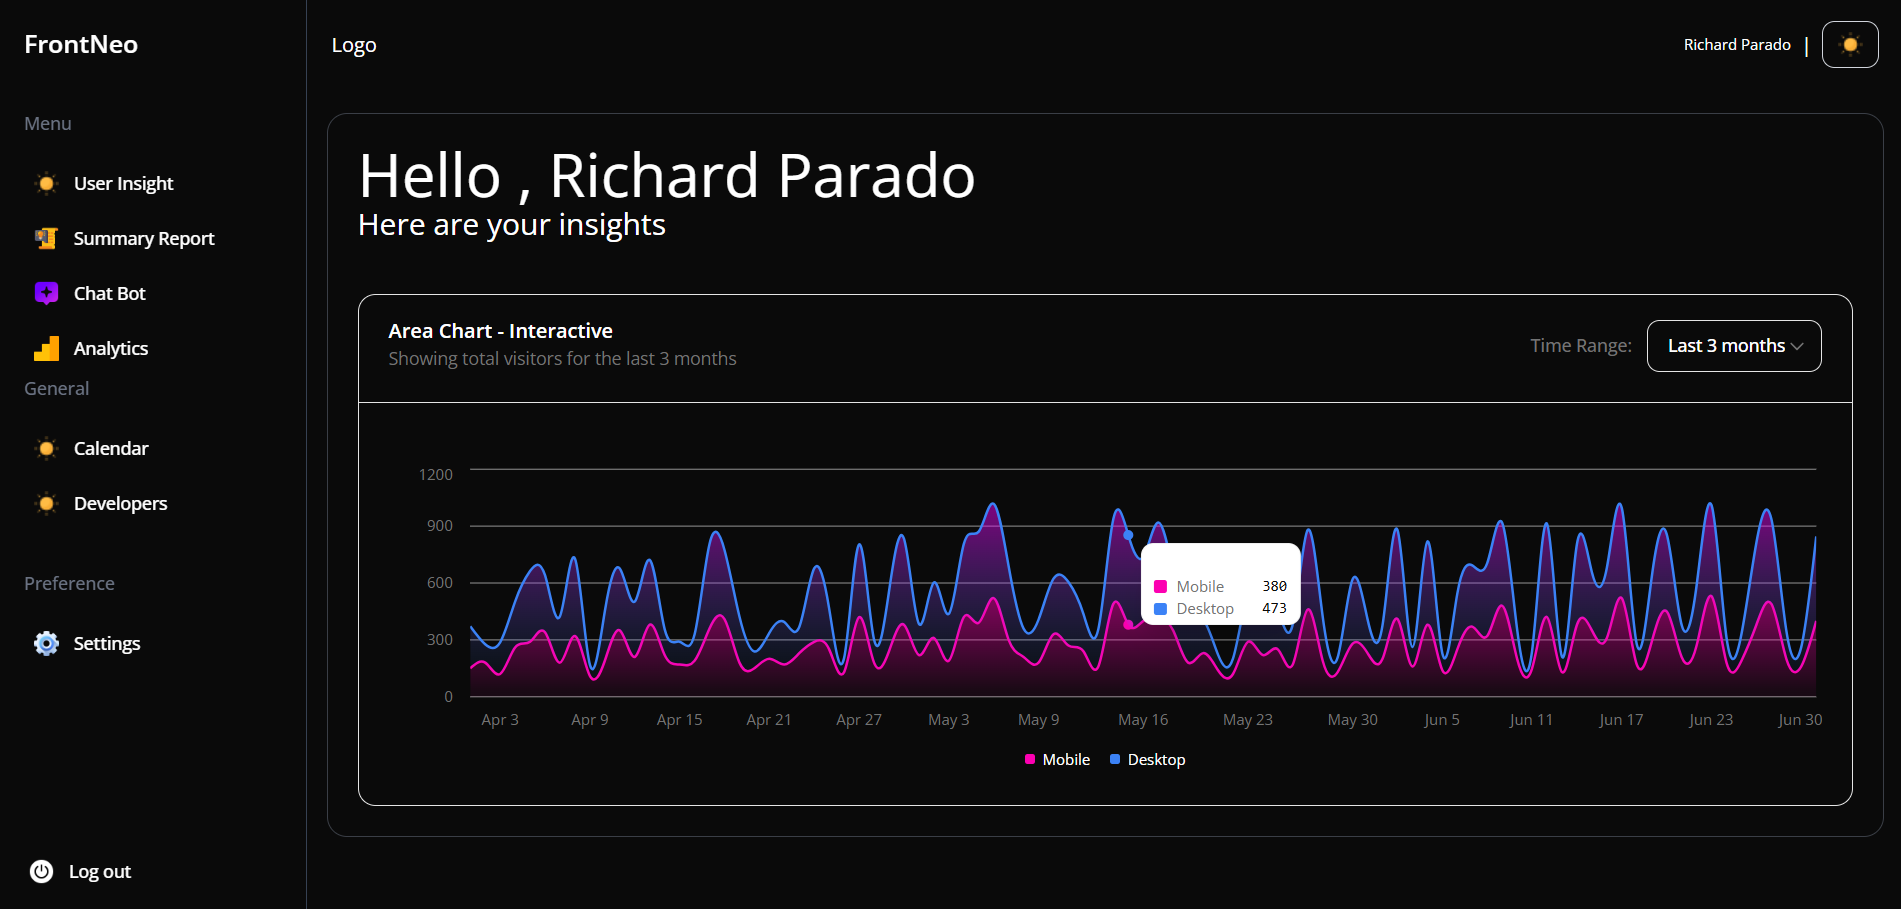 FrontNeo
Menu
User Insight
Summary Report
Chat Bot
Analytics
General
Calendar
Developers
Preference
Settings
Log out
Logo
Richard Parado |
Hello , Richard Parado
Here are your insights
Area Chart - Interactive
Showing total visitors for the last 3 months
Time Range:
Last 3 months
1200
900
600
300
0
Mobile 380
Desktop 473
Apr 3 Apr 9 Apr 15 Apr 21 Apr 27 May 3 May 9 May 16 May 23 May 30 Jun 5 Jun 11 Jun 17 Jun 23 Jun 30
Mobile Desktop